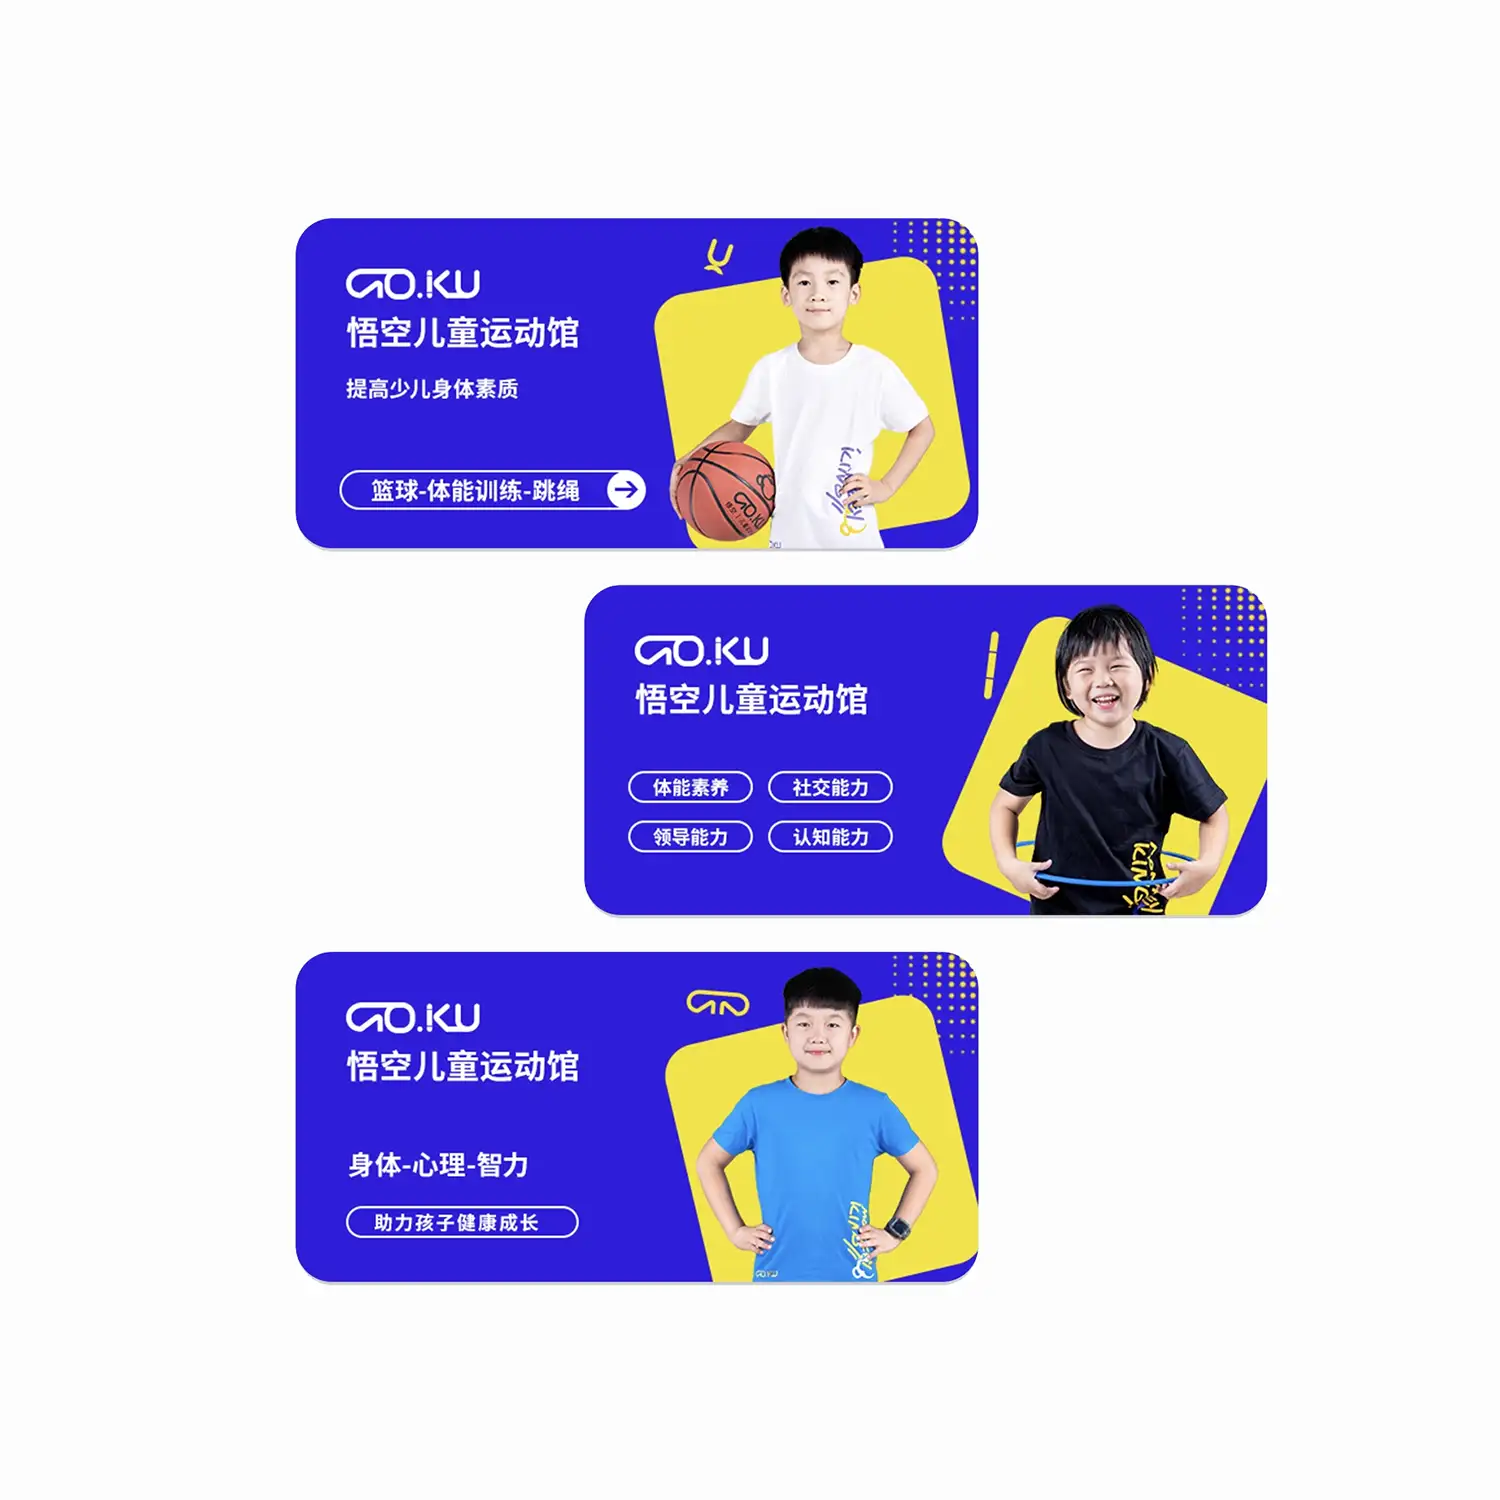 GO.KU
悟空儿童运动馆
提高少儿身体素质
篮球-体能训练-跳绳
GO.KU
GO.KU
悟空儿童运动馆
体能素养
社交能力
领导能力
认知能力
GO.KU
悟空儿童运动馆
身体-心理-智力
助力孩子健康成长